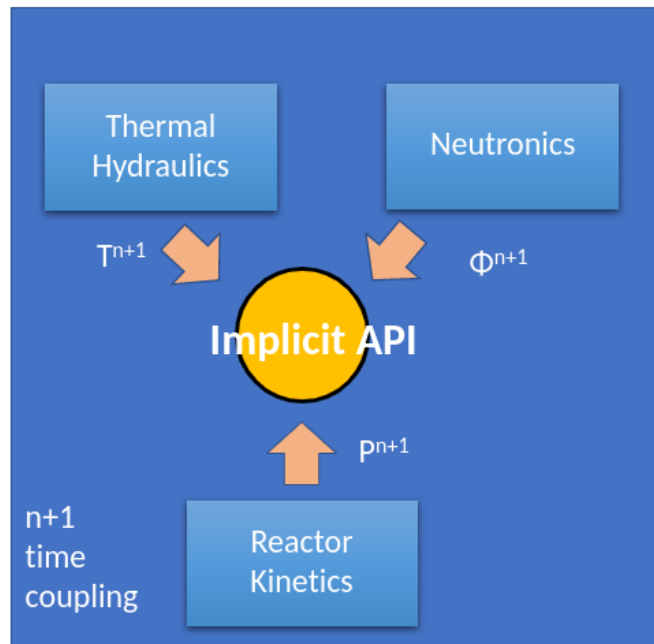 Thermal
Hydraulics
Neutronics
Tⁿ⁺¹
Φⁿ⁺¹
Implicit API
Pⁿ⁺¹
n+1
time
coupling
Reactor
Kinetics